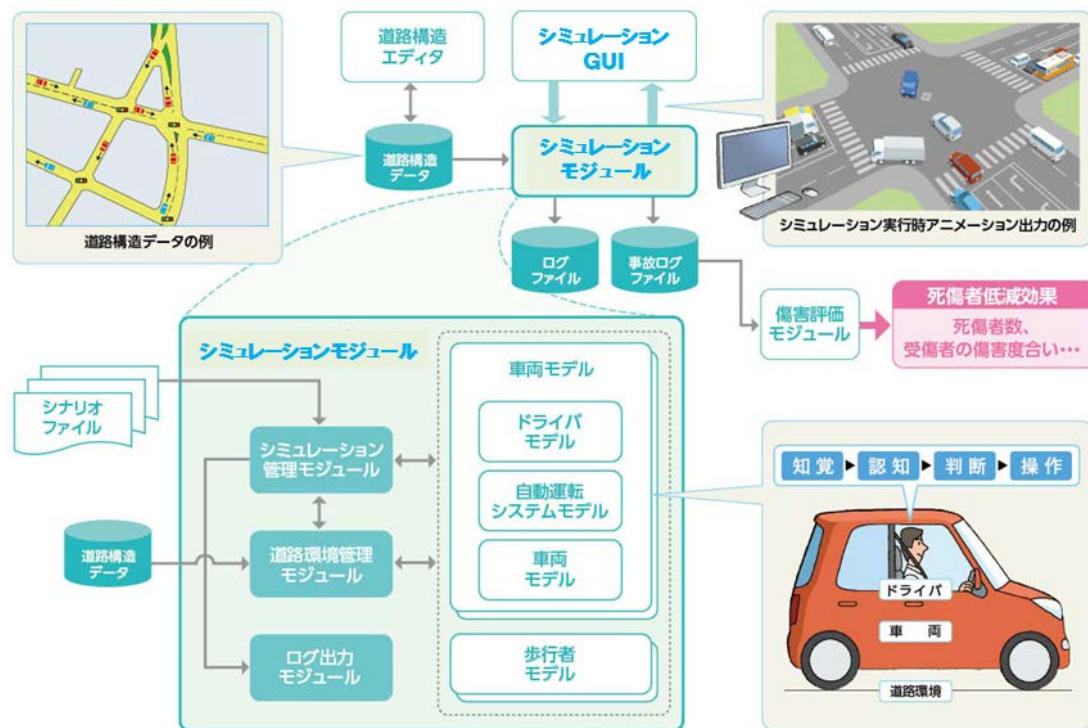 道路構造
エディタ
シミュレーション
GUI
道路構造
データ
シミュレーション
モジュール
道路構造データの例
シミュレーション実行時アニメーション出力の例
ログ
ファイル
事故ログ
ファイル
傷害評価
モジュール
死傷者低減効果
死傷者数、
受傷者の傷害度合い…
シミュレーションモジュール
シナリオ
ファイル
シミュレーション
管理モジュール
道路構造
データ
道路環境管理
モジュール
ログ出力
モジュール
車両モデル
ドライバ
モデル
自動運転
システムモデル
車両
モデル
歩行者
モデル
知覚▶認知▶判断▶操作
ドライバ
車 両
道路環境